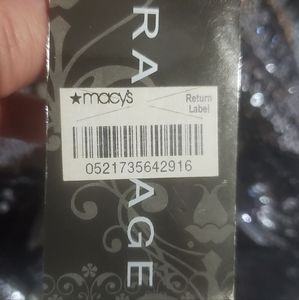 RA
★macy's
Return
Label
0521735642916
AGE